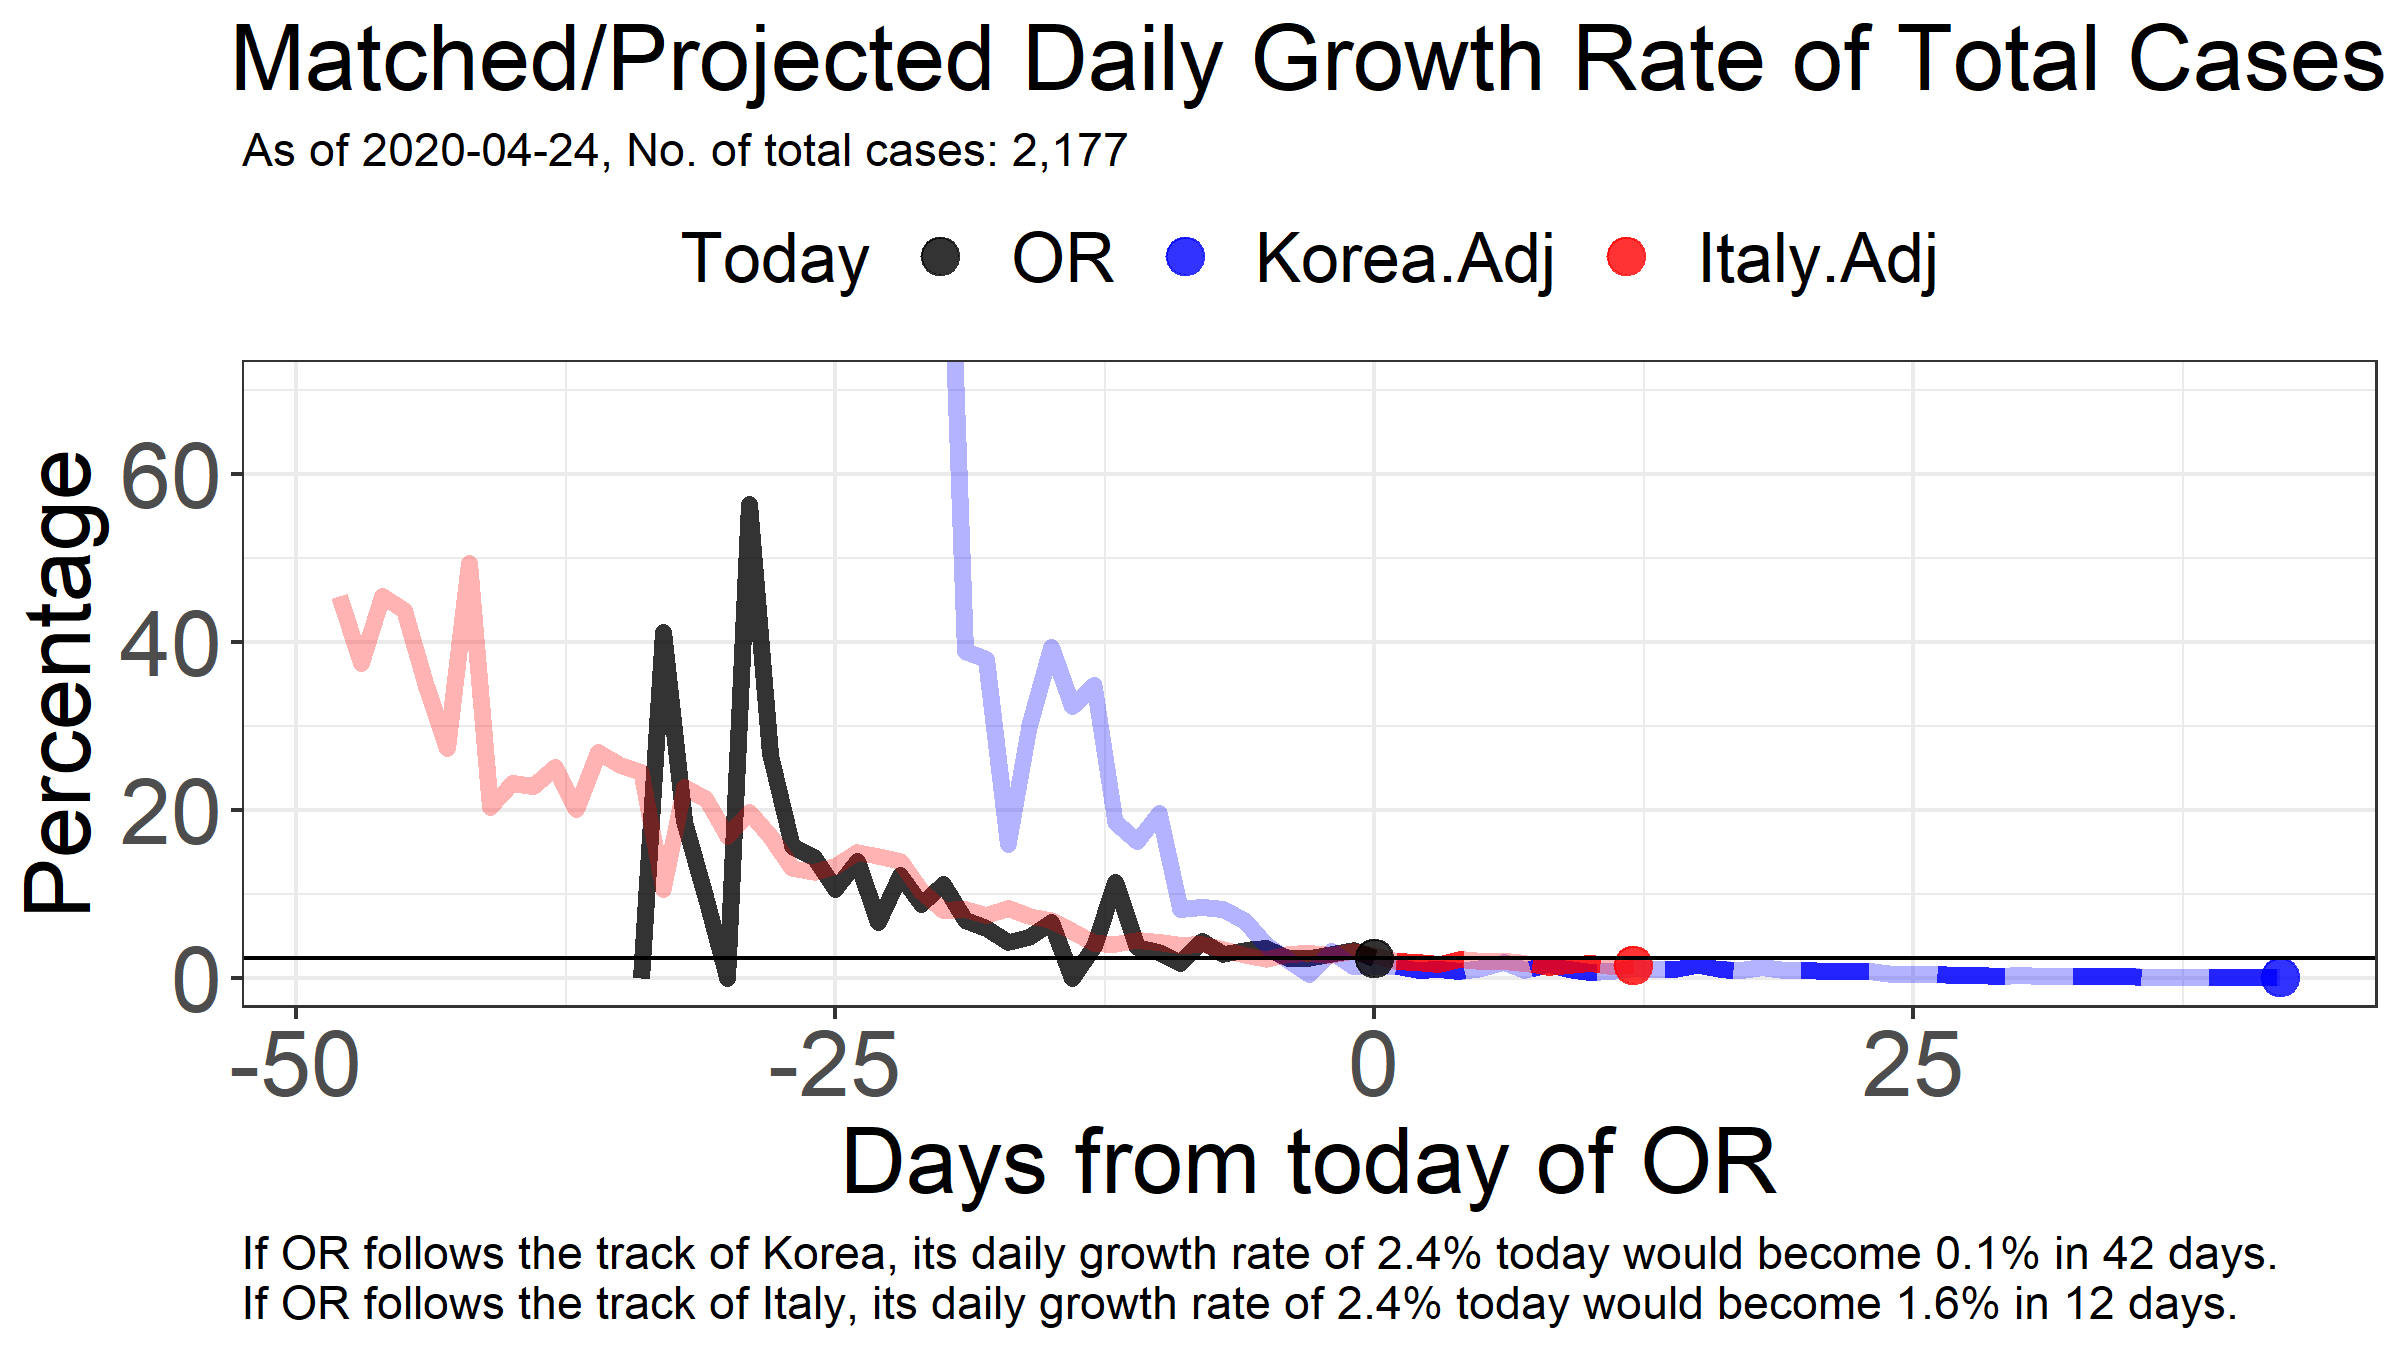 Matched/Projected Daily Growth Rate of Total Cases
As of 2020-04-24, No. of total cases: 2,177
Today OR Korea.Adj Italy.Adj
Percentage
60
40
20
0
-50 -25 0 25
Days from today of OR
If OR follows the track of Korea, its daily growth rate of 2.4% today would become 0.1% in 42 days.
If OR follows the track of Italy, its daily growth rate of 2.4% today would become 1.6% in 12 days.